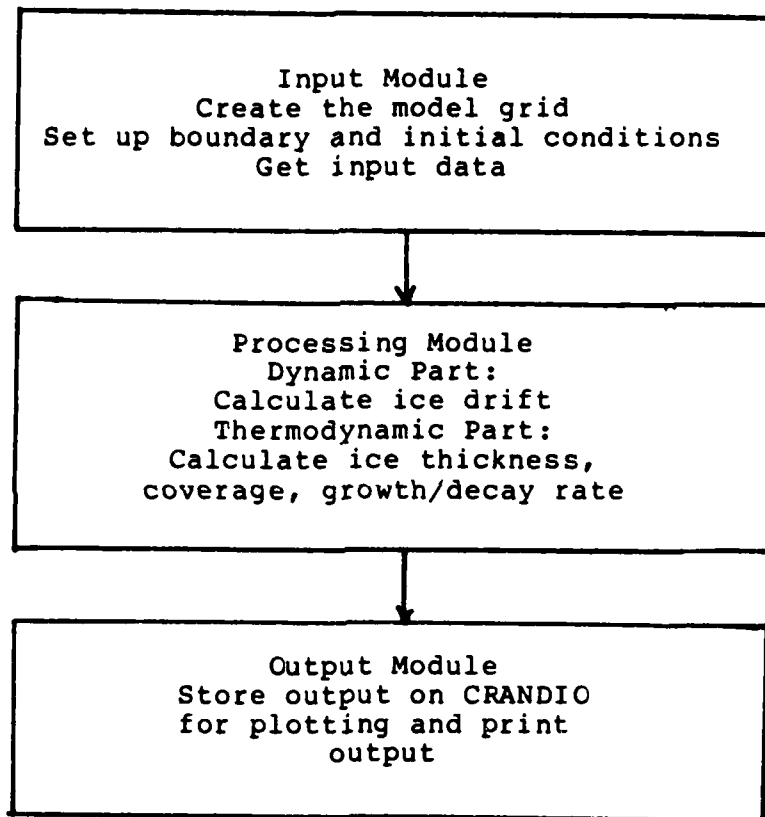 Input Module
Create the model grid
Set up boundary and initial conditions
Get input data
Processing Module
Dynamic Part:
Calculate ice drift
Thermodynamic Part:
Calculate ice thickness,
coverage, growth/decay rate
Output Module
Store output on CRANDIO
for plotting and print
output